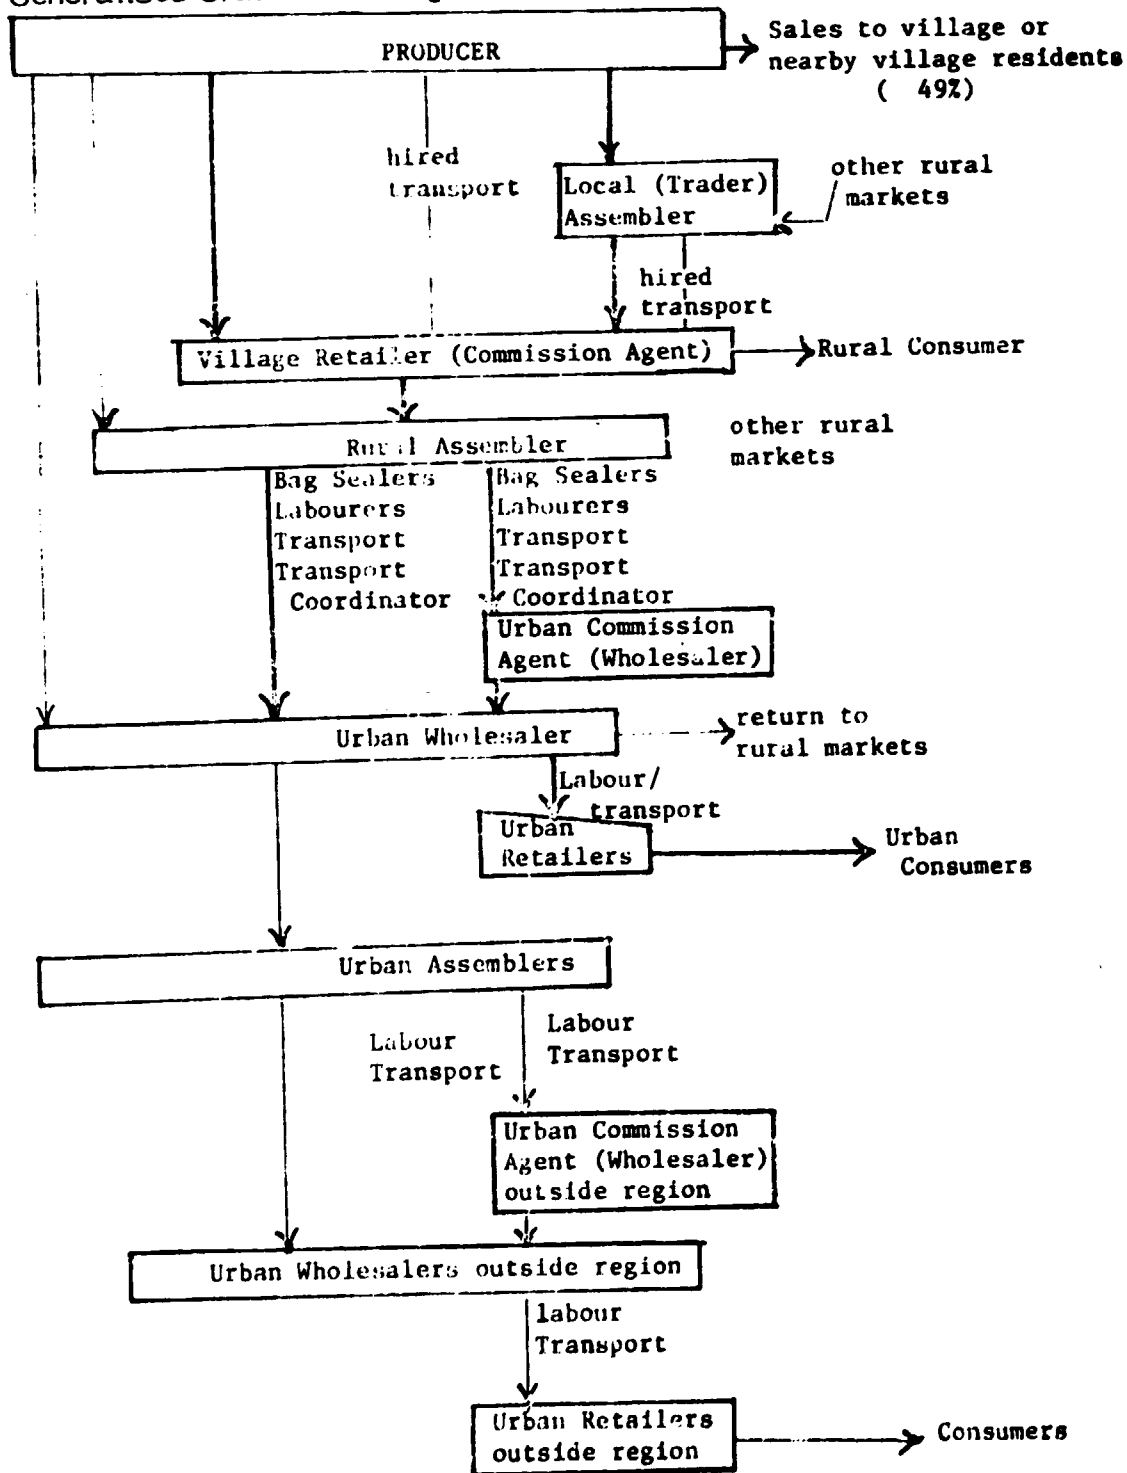 PRODUCER
Sales to village or
nearby village residents
( 49%)
hired
transport
Local (Trader)
Assembler
other rural
markets
hired
transport
Village Retailer (Commission Agent)
Rural Consumer
Rural Assembler
other rural
markets
Bag Sealers
Labourers
Transport
Transport
Coordinator
Bag Sealers
Labourers
Transport
Transport
Coordinator
Urban Commission
Agent (Wholesaler)
Urban Wholesaler
return to
rural markets
Labour/
transport
Urban
Retailers
Urban
Consumers
Urban Assemblers
Labour
Transport
Labour
Transport
Urban Commission
Agent (Wholesaler)
outside region
Urban Wholesalers outside region
labour
Transport
Urban Retailers
outside region
Consumers